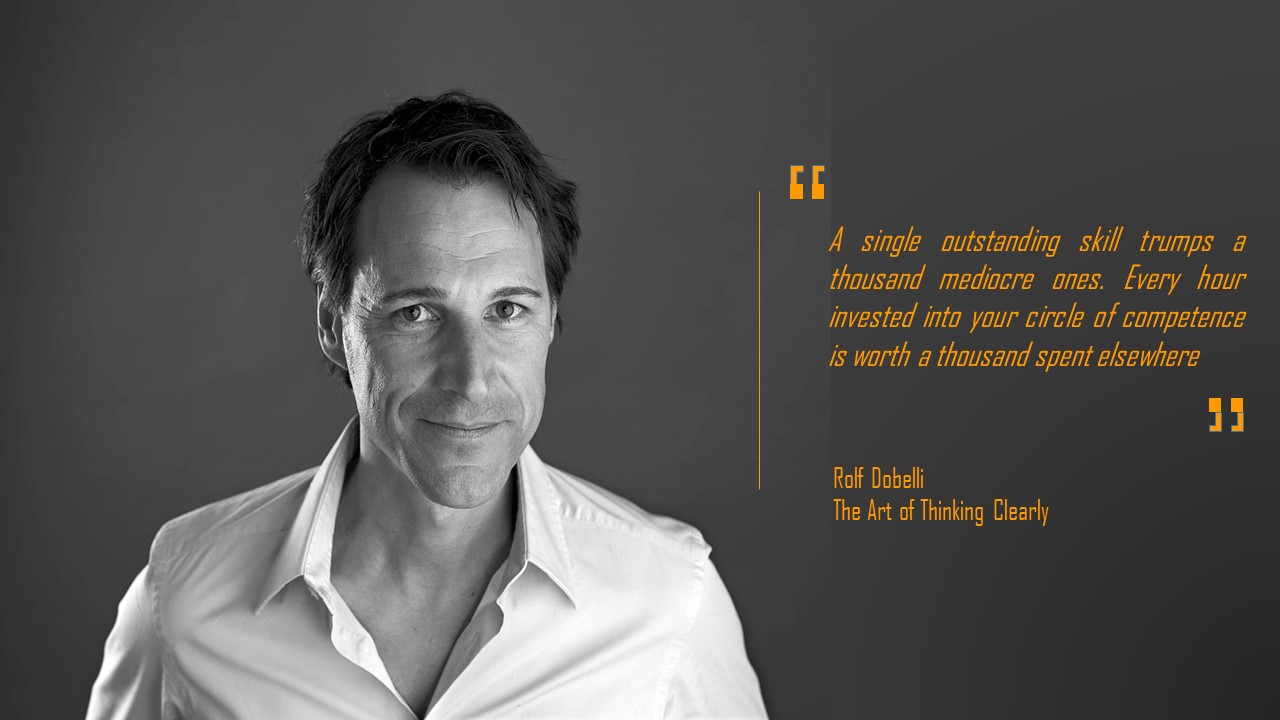 “
A single outstanding skill trumps a
thousand mediocre ones. Every hour
invested into your circle of competence
is worth a thousand spent elsewhere
”
Rolf Dobelli
The Art of Thinking Clearly